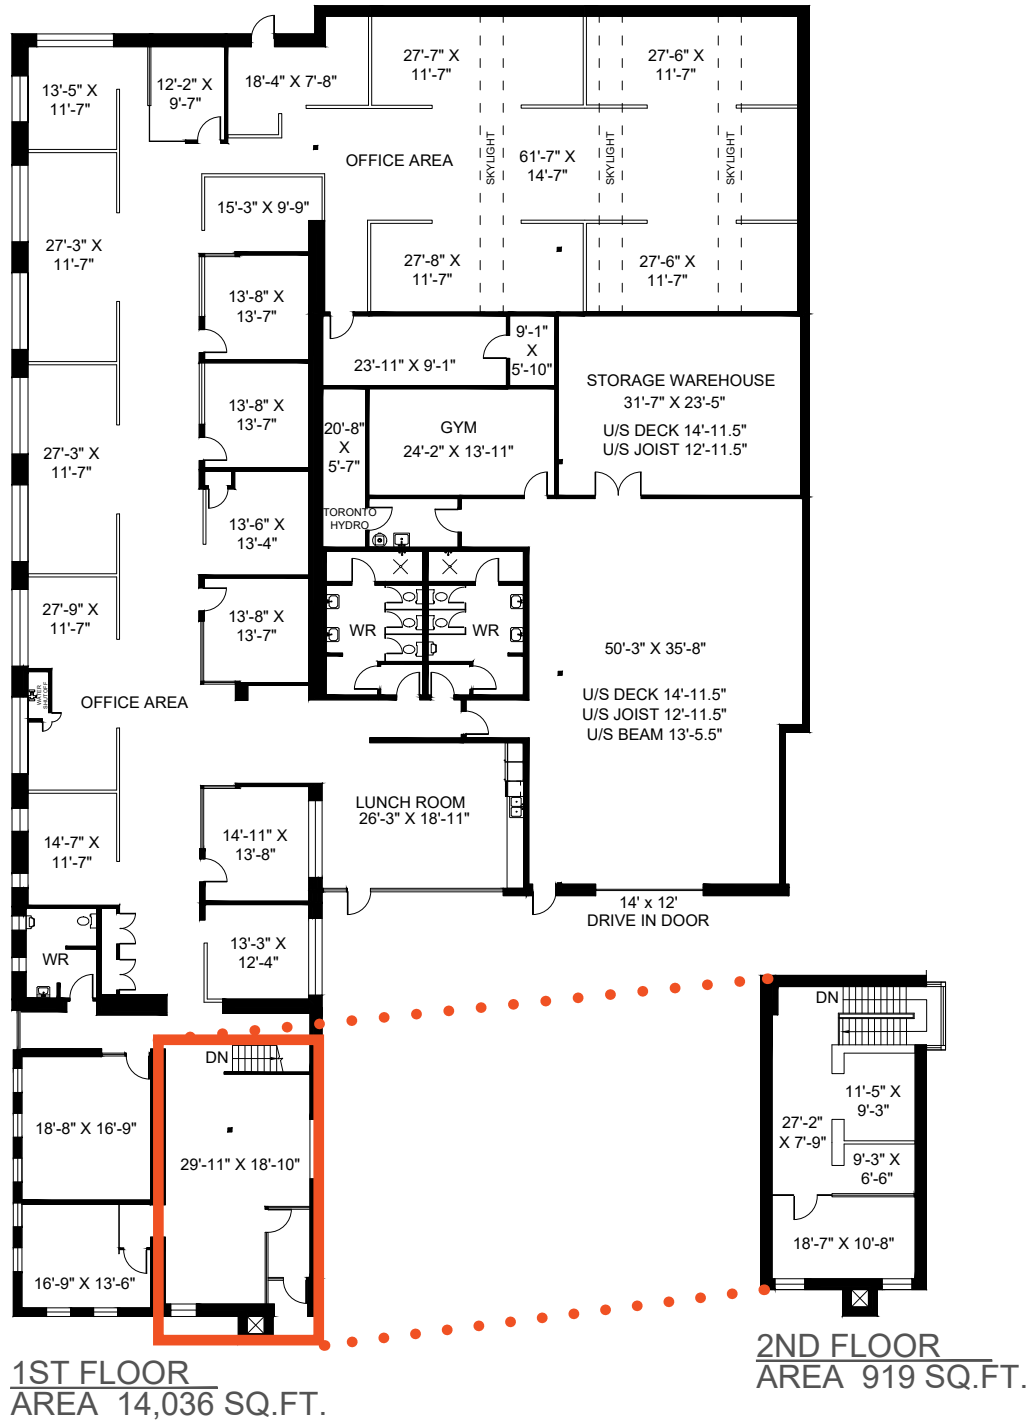 13'-5" X
11'-7"
12'-2" X
9'-7"
18'-4" X 7'-8"
27'-7" X
11'-7"
27'-6" X
11'-7"
OFFICE AREA
SKYLIGHT
61'-7" X
14'-7"
SKYLIGHT
SKYLIGHT
15'-3" X 9'-9"
27'-3" X
11'-7"
27'-8" X
11'-7"
27'-6" X
11'-7"
13'-8" X
13'-7"
23'-11" X 9'-1"
9'-1"
X
5'-10"
STORAGE WAREHOUSE
31'-7" X 23'-5"
U/S DECK 14'-11.5"
U/S JOIST 12'-11.5"
13'-8" X
13'-7"
20'-8"
X
5'-7"
GYM
24'-2" X 13'-11"
27'-3" X
11'-7"
13'-6" X
13'-4"
TORONTO
HYDRO
27'-9" X
11'-7"
13'-8" X
13'-7"
WR
WR
50'-3" X 35'-8"
U/S DECK 14'-11.5"
U/S JOIST 12'-11.5"
U/S BEAM 13'-5.5"
WATER
SHUTOFF
OFFICE AREA
LUNCH ROOM
26'-3" X 18'-11"
14'-7" X
11'-7"
14'-11" X
13'-8"
14' x 12'
DRIVE IN DOOR
WR
13'-3" X
12'-4"
DN
18'-8" X 16'-9"
29'-11" X 18'-10"
16'-9" X 13'-6"
DN
11'-5" X
9'-3"
27'-2"
X 7'-9"
9'-3" X
6'-6"
18'-7" X 10'-8"
1ST FLOOR
AREA 14,036 SQ.FT.
2ND FLOOR
AREA 919 SQ.FT.